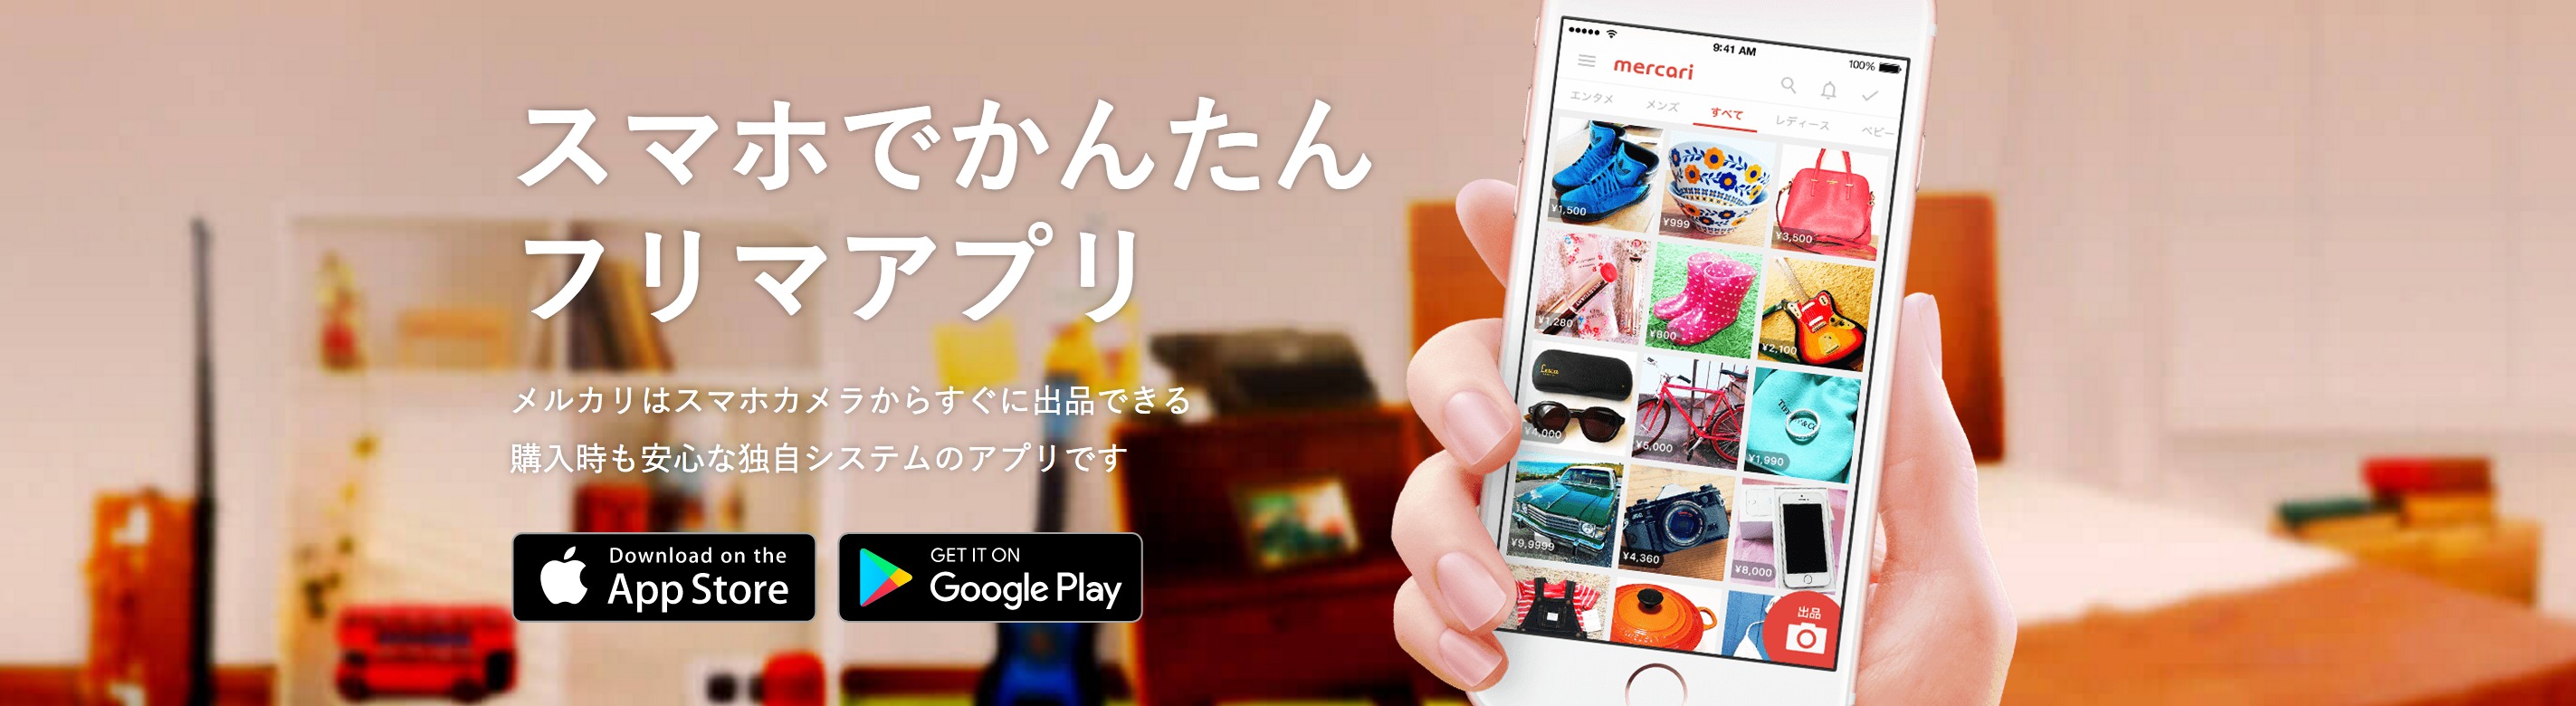 スマホでかんたん
フリマアプリ
メルカリはスマホカメラからすぐに出品できる
購入時も安心な独自システムのアプリです
Download on the
App Store
GET IT ON
Google Play
9:41 AM
100%
mercari
エンタメ メンズ すべて レディース ベビー
¥1,500 ¥999 ¥3,500
¥1,280 ¥800 ¥2,100
¥4,000 ¥5,000 ¥1,990
¥9,9999 ¥4,360 ¥8,000
出品